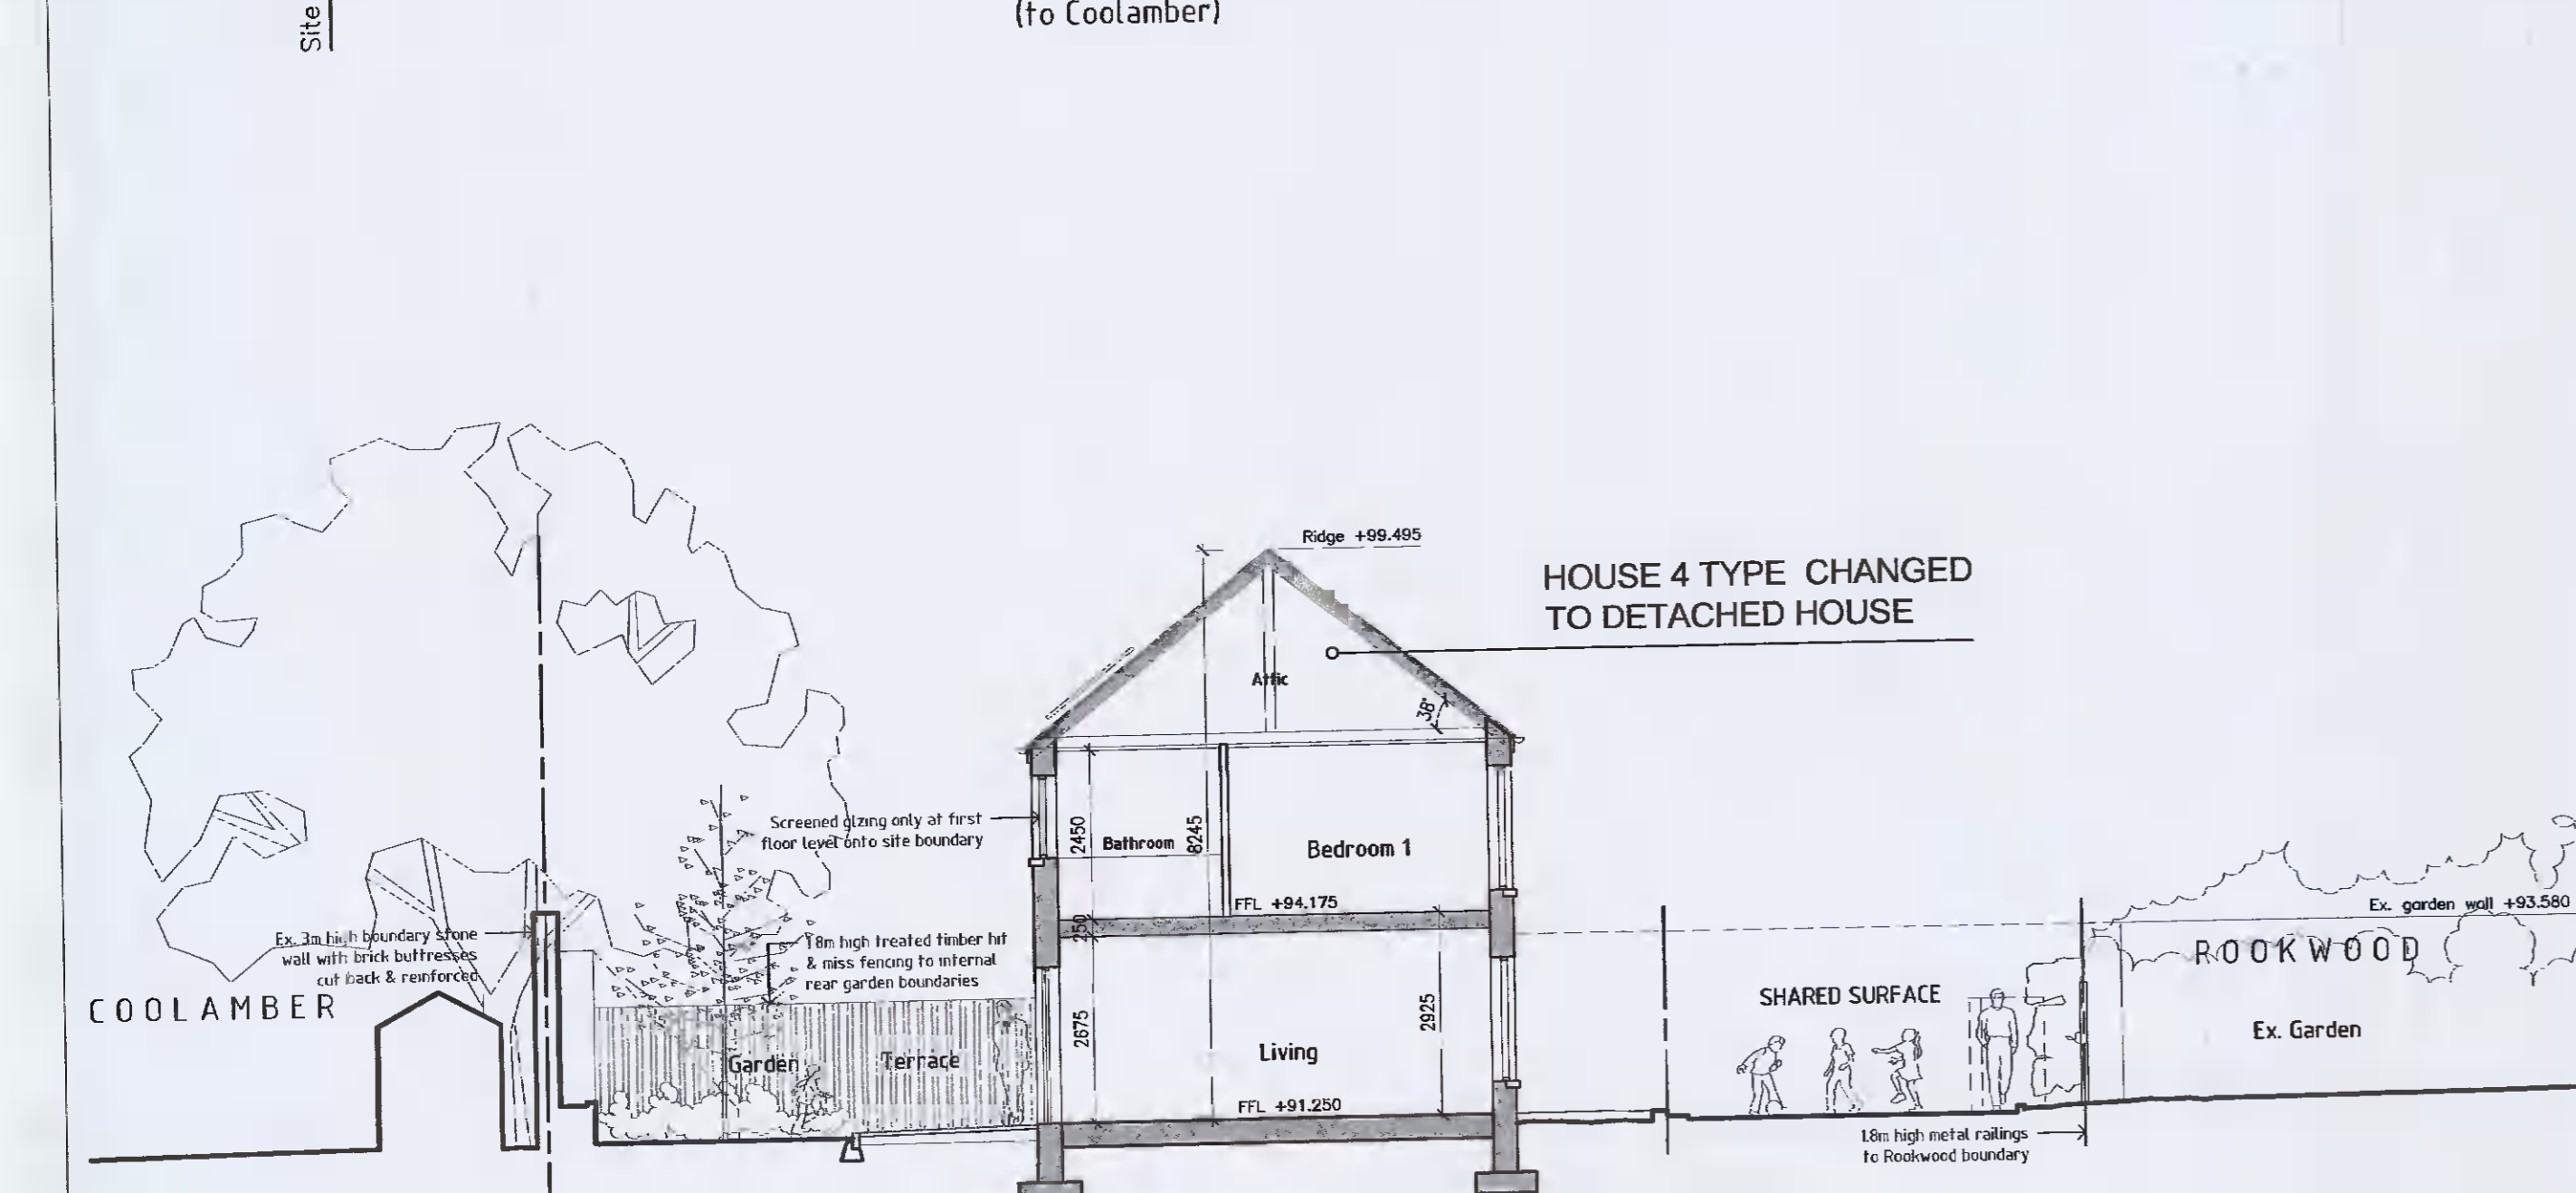 Site
(to Coolamber)
Ridge +99.495
HOUSE 4 TYPE CHANGED
TO DETACHED HOUSE
Attic
38°
Screened glzing only at first
floor level onto site boundary
2450
Bathroom
8245
Bedroom 1
FFL +94.175
250
Ex. garden wall +93.580
Ex. 3m high boundary stone
wall with brick buttresses
cut back & reinforced
1.8m high treated timber hit
& miss fencing to internal
rear garden boundaries
ROOKWOOD
COOLAMBER
SHARED SURFACE
2675
2925
Garden
Terrace
Living
Ex. Garden
FFL +91.250
1.8m high metal railings
to Rookwood boundary